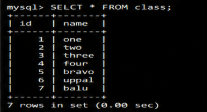 mysql> SELCT * FROM class;
+------+-------+
| id | name |
+------+-------+
| 1 | one |
| 2 | two |
| 3 | three |
| 4 | four |
| 5 | bravo |
| 6 | uppal |
| 7 | balu |
+------+-------+
7 rows in set (0.00 sec)